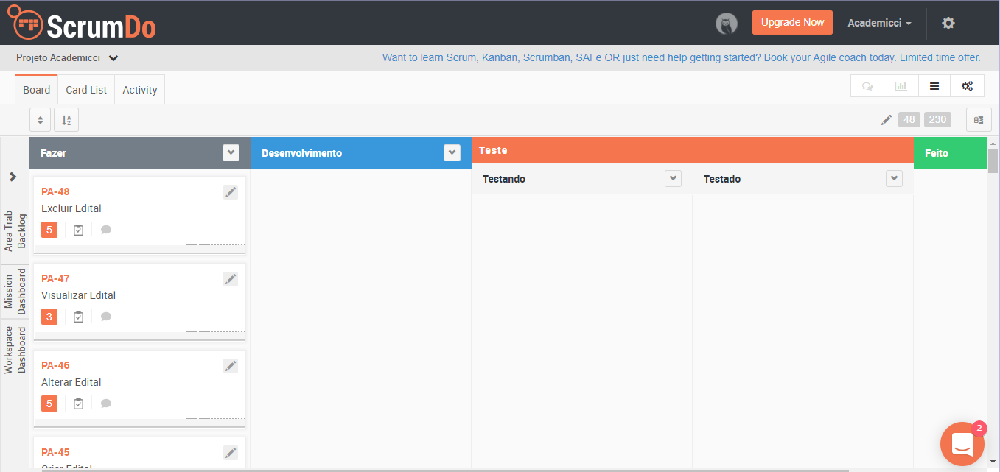 ScrumDo
Upgrade Now
Academicci
Projeto Academicci
Want to learn Scrum, Kanban, Scrumban, SAFe OR just need help getting started? Book your Agile coach today. Limited time offer.
Board
Card List
Activity
48
230
Area Trab
Backlog
Mission
Dashboard
Workspace
Dashboard
Fazer
Desenvolvimento
Teste
Feito
Testando
Testado
PA-48
Excluir Edital
5
PA-47
Visualizar Edital
3
PA-46
Alterar Edital
5
PA-45
Criar Edital
2